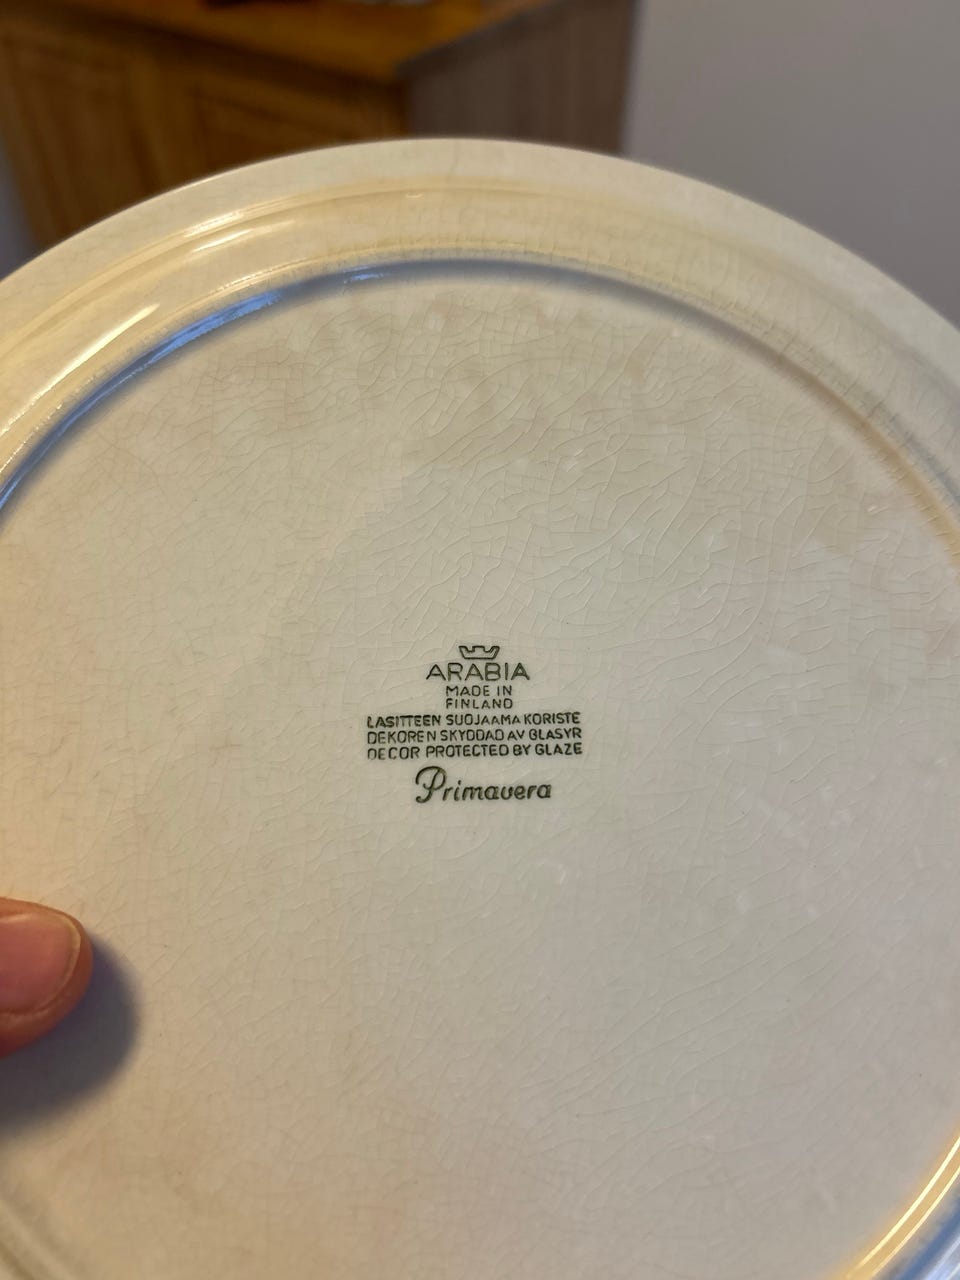 ARABIA
MADE IN
FINLAND
LASITTEEN SUOJAAMA KORISTE
DEKOREN SKYDDAD AV GLASYR
DECOR PROTECTED BY GLAZE
Primavera